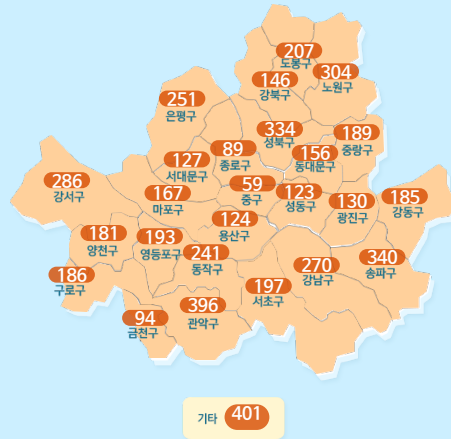 207
도봉구
304
노원구
146
강북구
251
은평구
334
성북구
189
중랑구
89
종로구
156
동대문구
127
서대문구
286
강서구
167
마포구
59
중구
123
성동구
130
광진구
185
강동구
124
용산구
181
양천구
193
영등포구
241
동작구
340
송파구
270
강남구
186
구로구
197
서초구
396
관악구
94
금천구
기타 401